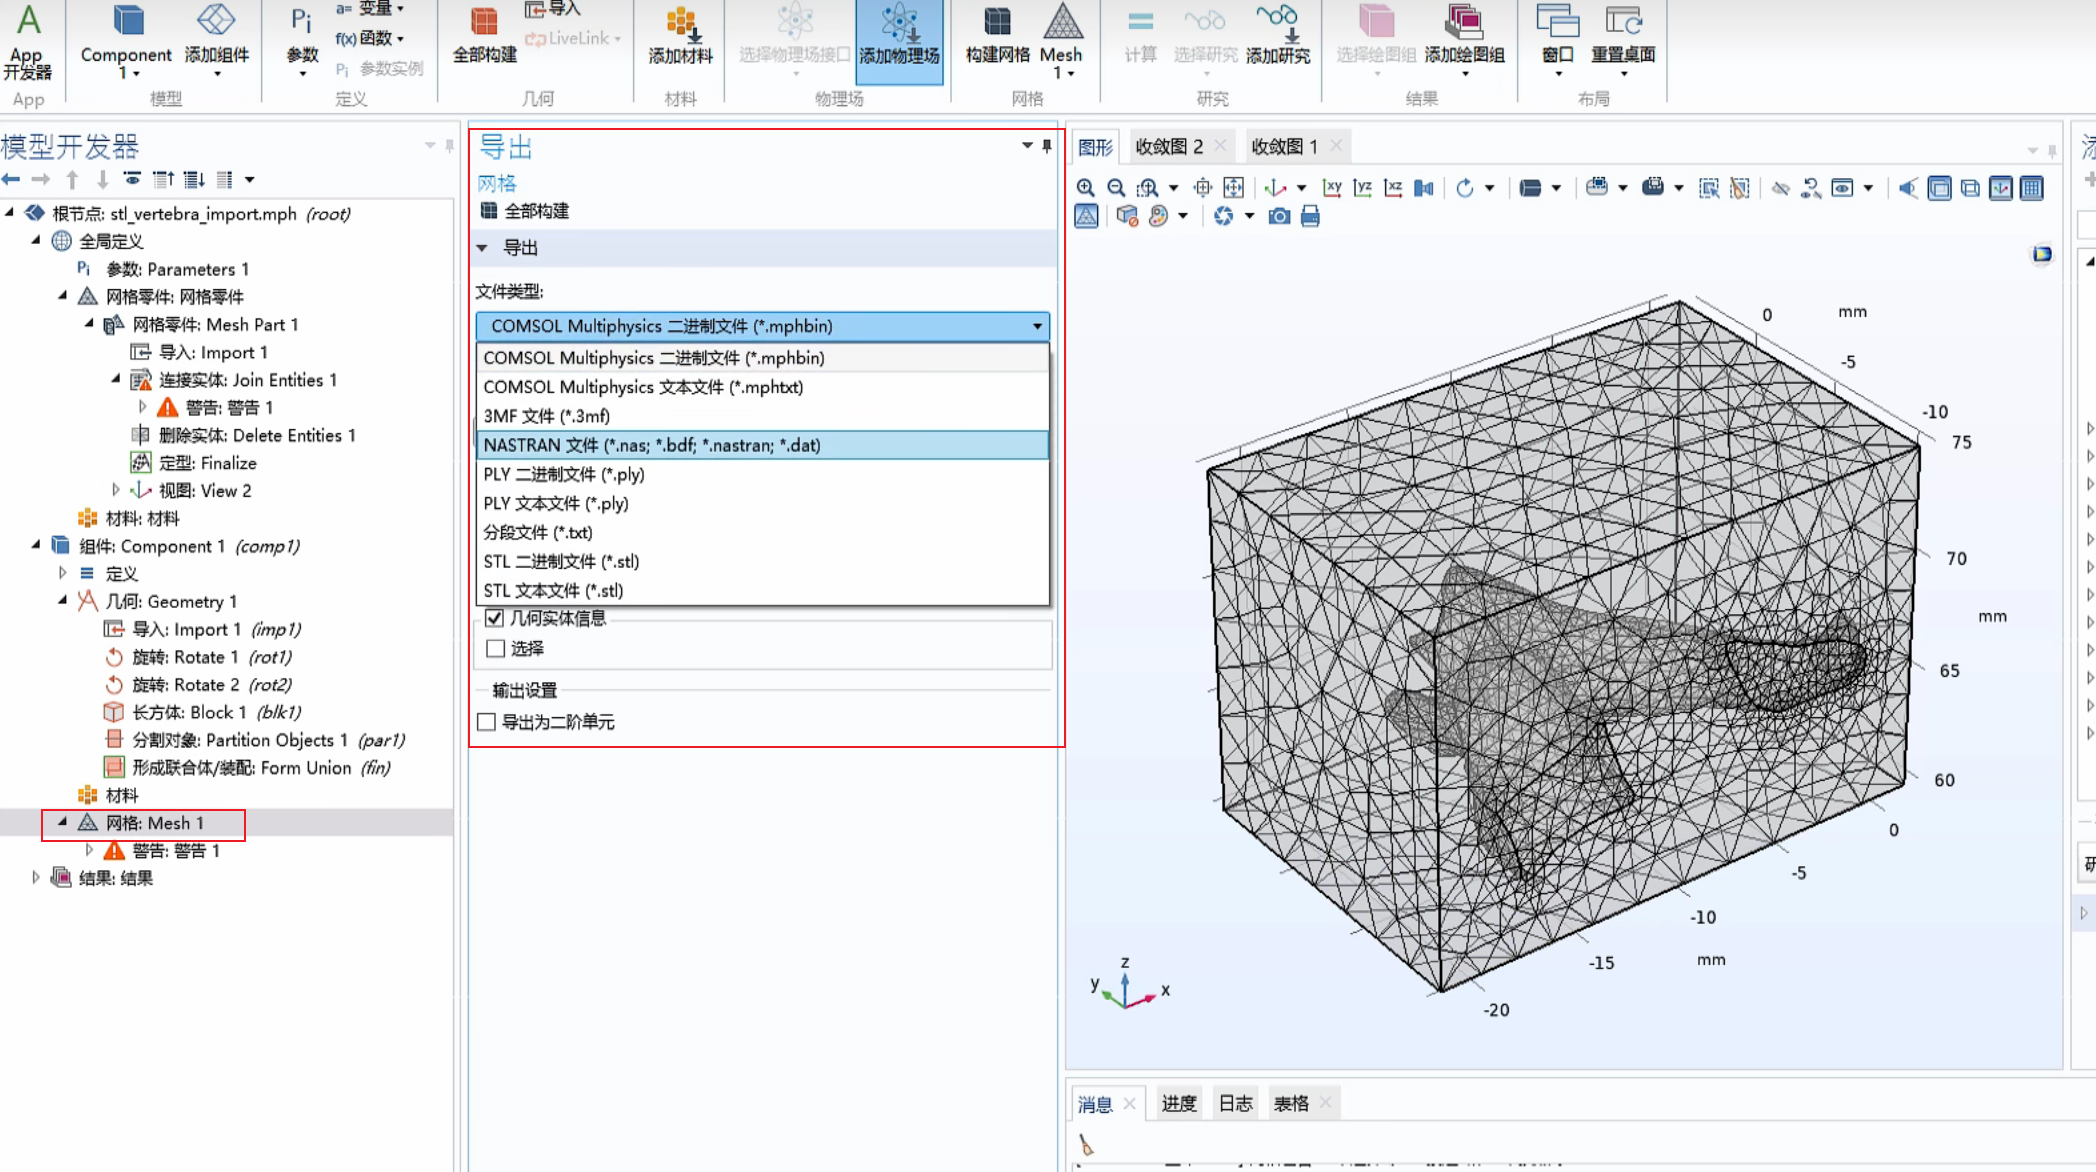 App
开发器
App
Component
1
添加组件
模型
Pi
参数
a= 变量
f(x) 函数
Pi 参数实例
定义
全部构建
导入
LiveLink
几何
添加材料
材料
选择物理场接口
添加物理场
物理场
构建网格
Mesh
1
网格
计算
选择研究
添加研究
研究
选择绘图组
添加绘图组
结果
窗口
重置桌面
布局
模型开发器
根节点: stl_vertebra_import.mph (root)
全局定义
Pi 参数: Parameters 1
网格零件: 网格零件
网格零件: Mesh Part 1
导入: Import 1
连接实体: Join Entities 1
警告: 警告 1
删除实体: Delete Entities 1
定型: Finalize
视图: View 2
材料: 材料
组件: Component 1 (comp1)
定义
几何: Geometry 1
导入: Import 1 (imp1)
旋转: Rotate 1 (rot1)
旋转: Rotate 2 (rot2)
长方体: Block 1 (blk1)
分割对象: Partition Objects 1 (par1)
形成联合体/装配: Form Union (fin)
材料
网格: Mesh 1
警告: 警告 1
结果: 结果
导出
网格
全部构建
导出
文件类型:
COMSOL Multiphysics 二进制文件 (*.mphbin)
COMSOL Multiphysics 二进制文件 (*.mphbin)
COMSOL Multiphysics 文本文件 (*.mphtxt)
3MF 文件 (*.3mf)
NASTRAN 文件 (*.nas; *.bdf; *.nastran; *.dat)
PLY 二进制文件 (*.ply)
PLY 文本文件 (*.ply)
分段文件 (*.txt)
STL 二进制文件 (*.stl)
STL 文本文件 (*.stl)
几何实体信息
选择
输出设置
导出为二阶单元
图形
收敛图 2
收敛图 1
xy
yz
xz
0
mm
-5
-10
75
70
mm
65
60
0
-5
-10
mm
-15
-20
z
y
x
消息
进度
日志
表格